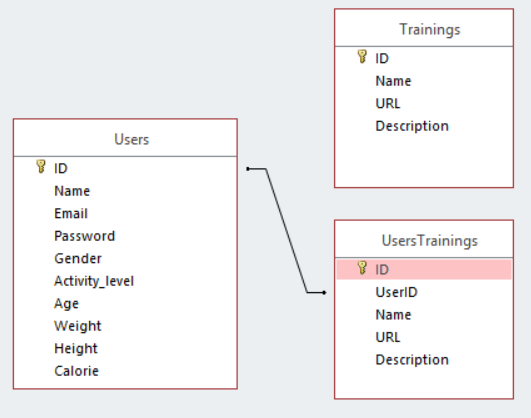 Trainings
ID
Name
URL
Description
Users
ID
Name
Email
Password
Gender
Activity_level
Age
Weight
Height
Calorie
UsersTrainings
ID
UserID
Name
URL
Description